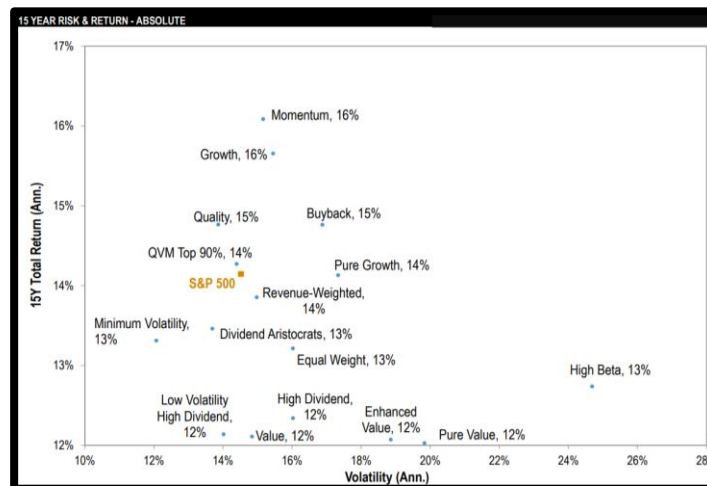 15 YEAR RISK & RETURN - ABSOLUTE
17%
16%
15%
14%
13%
12%
15Y Total Return (Ann.)
Momentum, 16%
Growth, 16%
Quality, 15%
Buyback, 15%
QVM Top 90%, 14%
S&P 500
Pure Growth, 14%
Revenue-Weighted,
14%
Minimum Volatility,
13%
Dividend Aristocrats, 13%
Equal Weight, 13%
High Beta, 13%
Low Volatility
High Dividend,
12%
Value, 12%
High Dividend,
12%
Enhanced
Value, 12%
Pure Value, 12%
10%
12%
14%
16%
18%
20%
22%
24%
26%
28%
Volatility (Ann.)